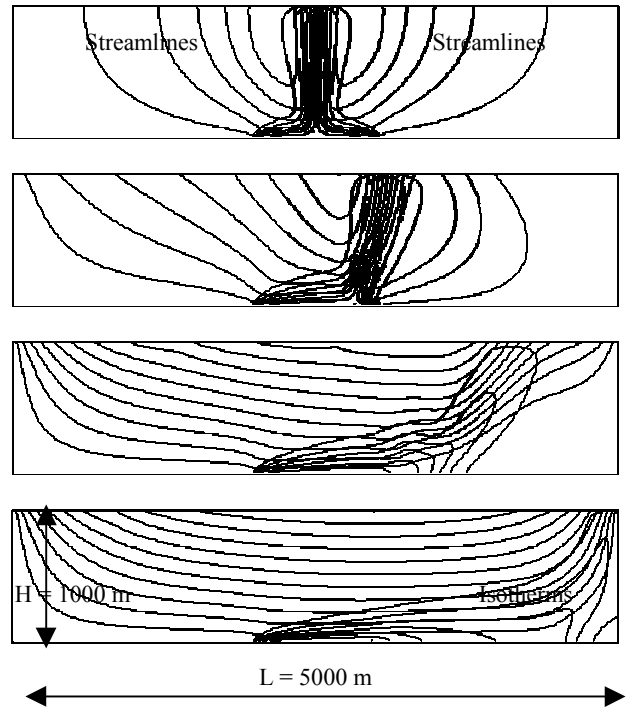 Streamlines Streamlines
H = 1000 m Isotherms
L = 5000 m